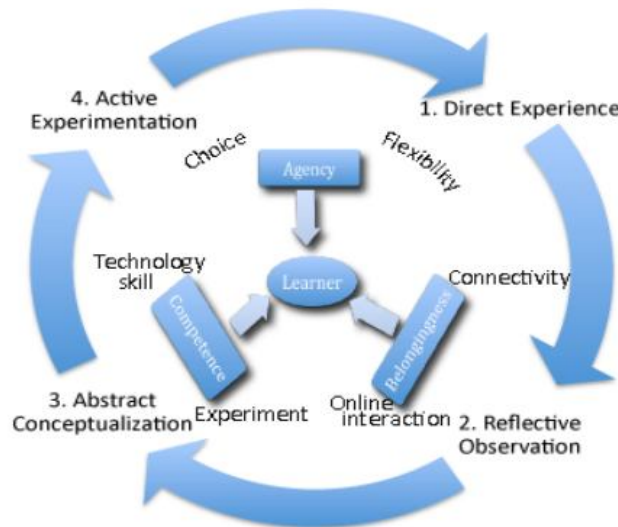 4. Active
Experimentation
1. Direct Experience
Choice
Flexibility
Agency
Technology
skill
Learner
Connectivity
Competence
Belongingness
3. Abstract
Conceptualization
Experiment
Online
interaction
2. Reflective
Observation